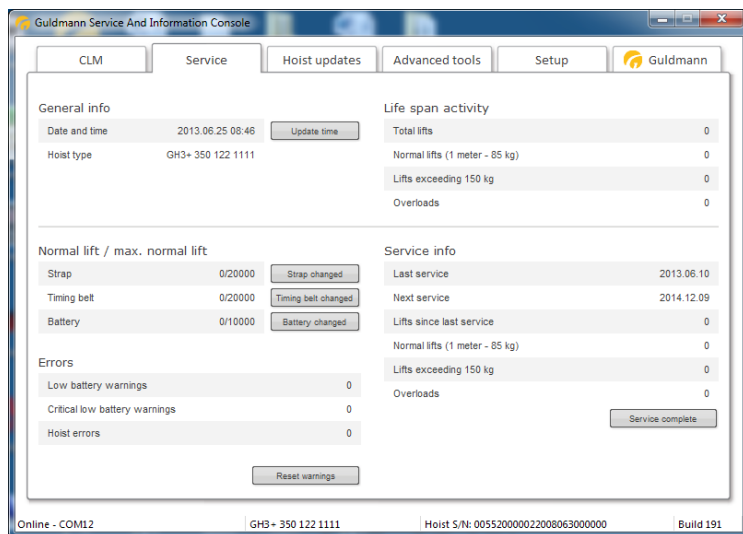 Guldmann Service And Information Console
CLM
Service
Hoist updates
Advanced tools
Setup
Guldmann
General info
Date and time 2013.06.25 08:46 Update time
Hoist type GH3+ 350 122 1111
Life span activity
Total lifts 0
Normal lifts (1 meter - 85 kg) 0
Lifts exceeding 150 kg 0
Overloads 0
Normal lift / max. normal lift
Strap 0/20000 Strap changed
Timing belt 0/20000 Timing belt changed
Battery 0/10000 Battery changed
Errors
Low battery warnings 0
Critical low battery warnings 0
Hoist errors 0
Reset warnings
Service info
Last service 2013.06.10
Next service 2014.12.09
Lifts since last service 0
Normal lifts (1 meter - 85 kg) 0
Lifts exceeding 150 kg 0
Overloads 0
Service complete
Online - COM12 GH3+ 350 122 1111 Hoist S/N: 005520000022008063000000 Build 191